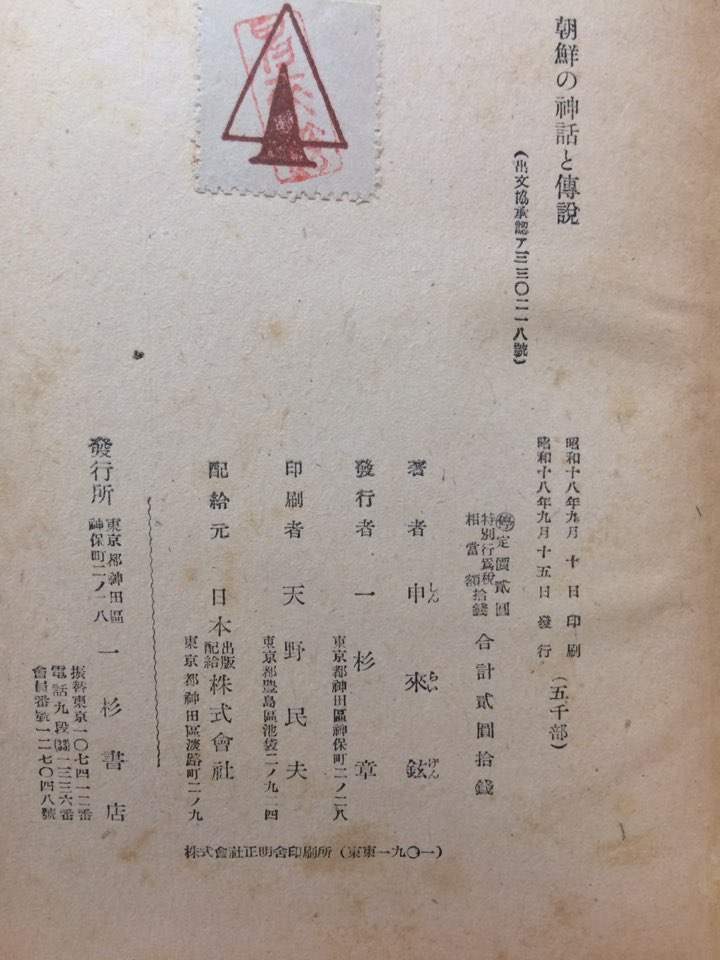 朝鮮の神話と傳說
(出文協承認ア三三〇二一八號)
昭和十八年九月 十 日 印刷
昭和十八年九月十五日 發行
(五千部)
停 定價貳圓
特別行爲稅
相當額拾錢
合計貳圓拾錢
著者 申來鉉
しん らい げん
發行者 一杉章
東京都神田區神保町二ノ二八
印刷者 天野民夫
東京都豐島區池袋二ノ九一四
配給元 日本出版配給株式會社
東京都神田區淡路町二ノ九
發行所
東京都神田區
神保町二ノ一八
一杉書店
振替東京一〇七四一二番
電話九段(33)一三三六番
會員番號一二七〇四八號
株式會社正明舍印刷所(東東一九〇一)